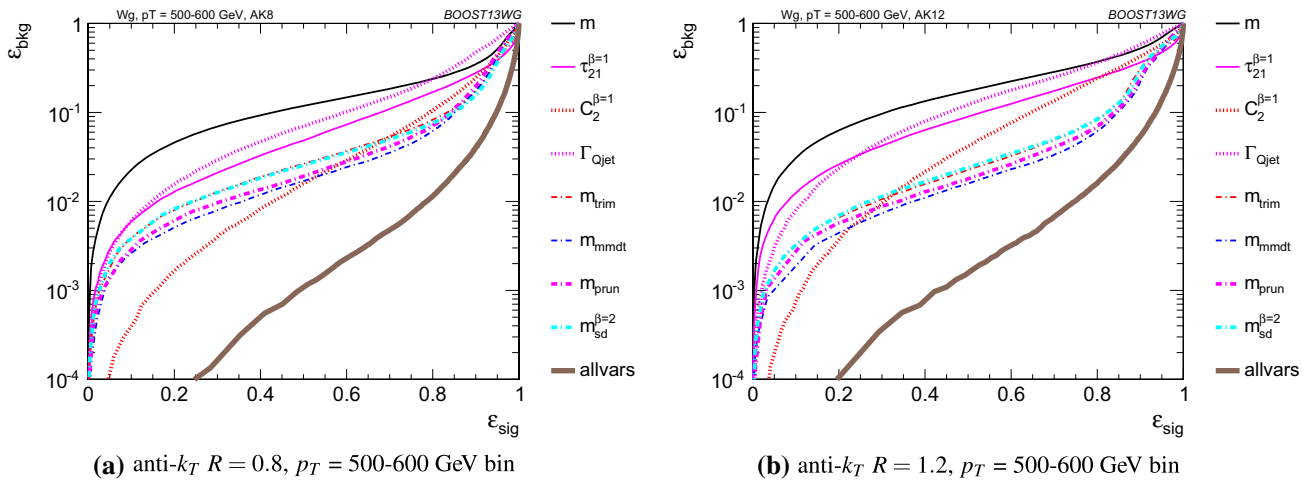 Wg, pT = 500-600 GeV, AK8
BOOST13WG
ε_bkg
1
10⁻¹
10⁻²
10⁻³
10⁻⁴
0
0.2
0.4
0.6
0.8
1
ε_sig
m
τ₂₁^β=1
C₂^β=1
Γ_Qjet
m_trim
m_mmdt
m_prun
m_sd^β=2
allvars
(a) anti-k_T R = 0.8, p_T = 500-600 GeV bin
Wg, pT = 500-600 GeV, AK12
BOOST13WG
ε_bkg
1
10⁻¹
10⁻²
10⁻³
10⁻⁴
0
0.2
0.4
0.6
0.8
1
ε_sig
m
τ₂₁^β=1
C₂^β=1
Γ_Qjet
m_trim
m_mmdt
m_prun
m_sd^β=2
allvars
(b) anti-k_T R = 1.2, p_T = 500-600 GeV bin